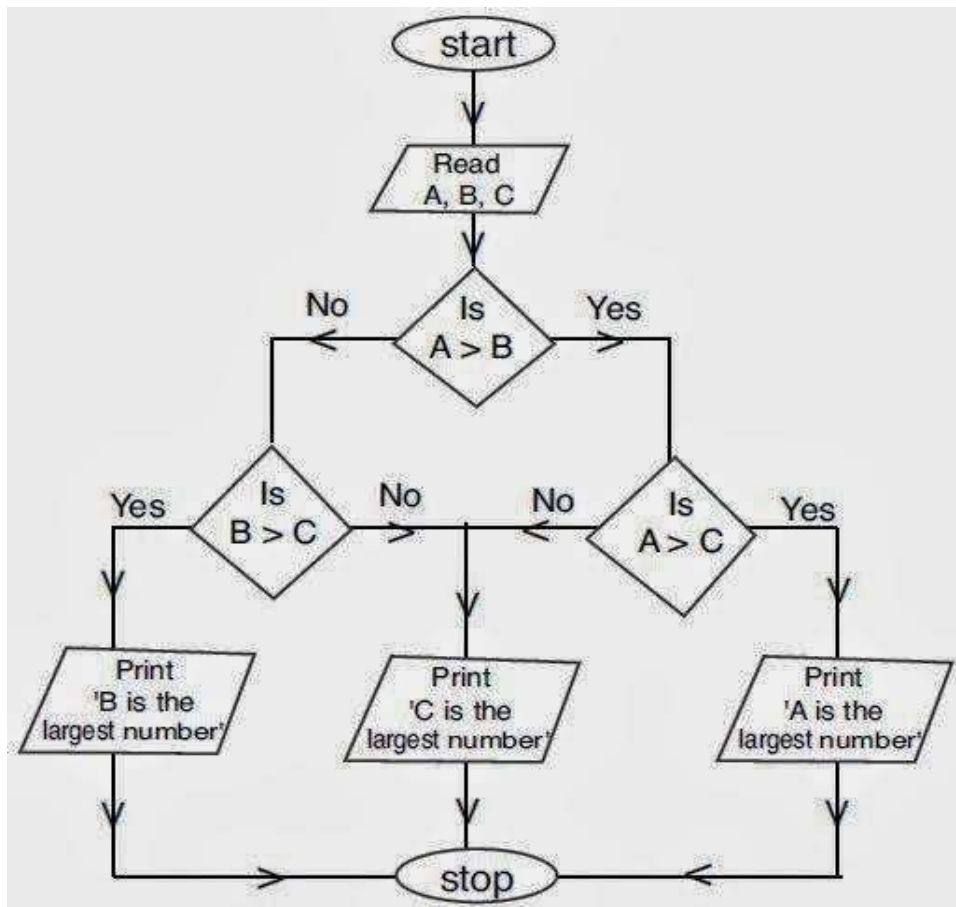 start
Read
A, B, C
Is
A > B
No
Yes
Is
B > C
Yes
No
Is
A > C
No
Yes
Print
'B is the
largest number'
Print
'C is the
largest number'
Print
'A is the
largest number'
stop